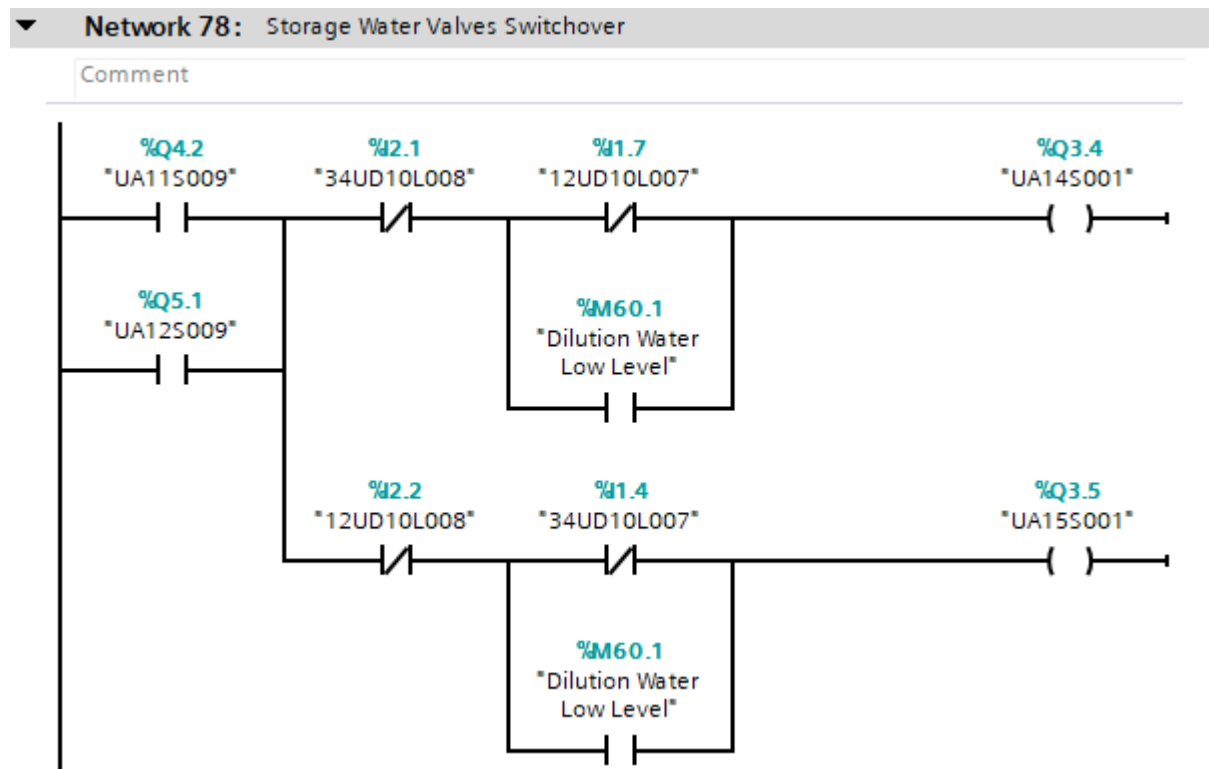 Network 78: Storage Water Valves Switchover
Comment
%Q4.2 %I2.1 %I1.7 %Q3.4
"UA11S009" "34UD10L008" "12UD10L007" "UA14S001"
%Q5.1
"UA12S009"
%M60.1
"Dilution Water
Low Level"
%I2.2 %I1.4 %Q3.5
"12UD10L008" "34UD10L007" "UA15S001"
%M60.1
"Dilution Water
Low Level"